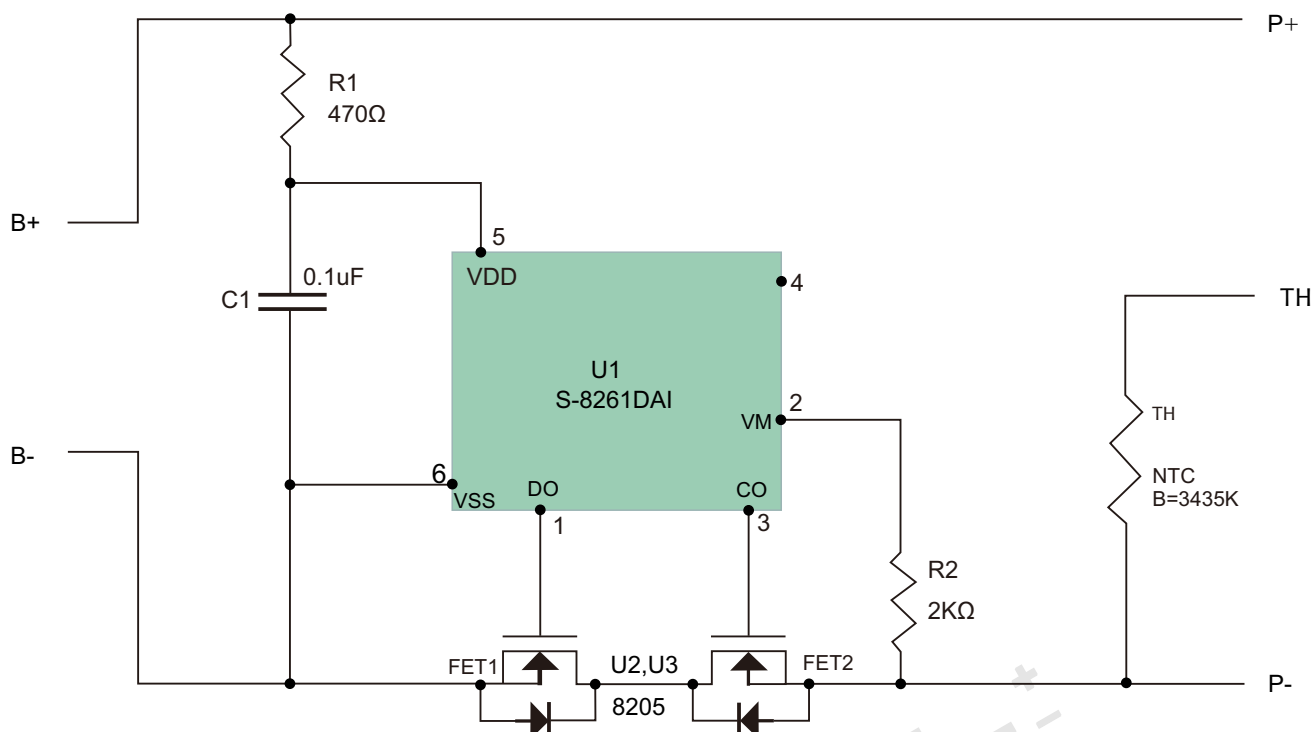 P+
R1
470Ω
B+
5
VDD
0.1uF
C1
4
TH
U1
S-8261DAI
2
VM
TH
B-
6
VSS
DO
CO
NTC
B=3435K
1
3
R2
2KΩ
FET1
U2,U3
FET2
8205
P-